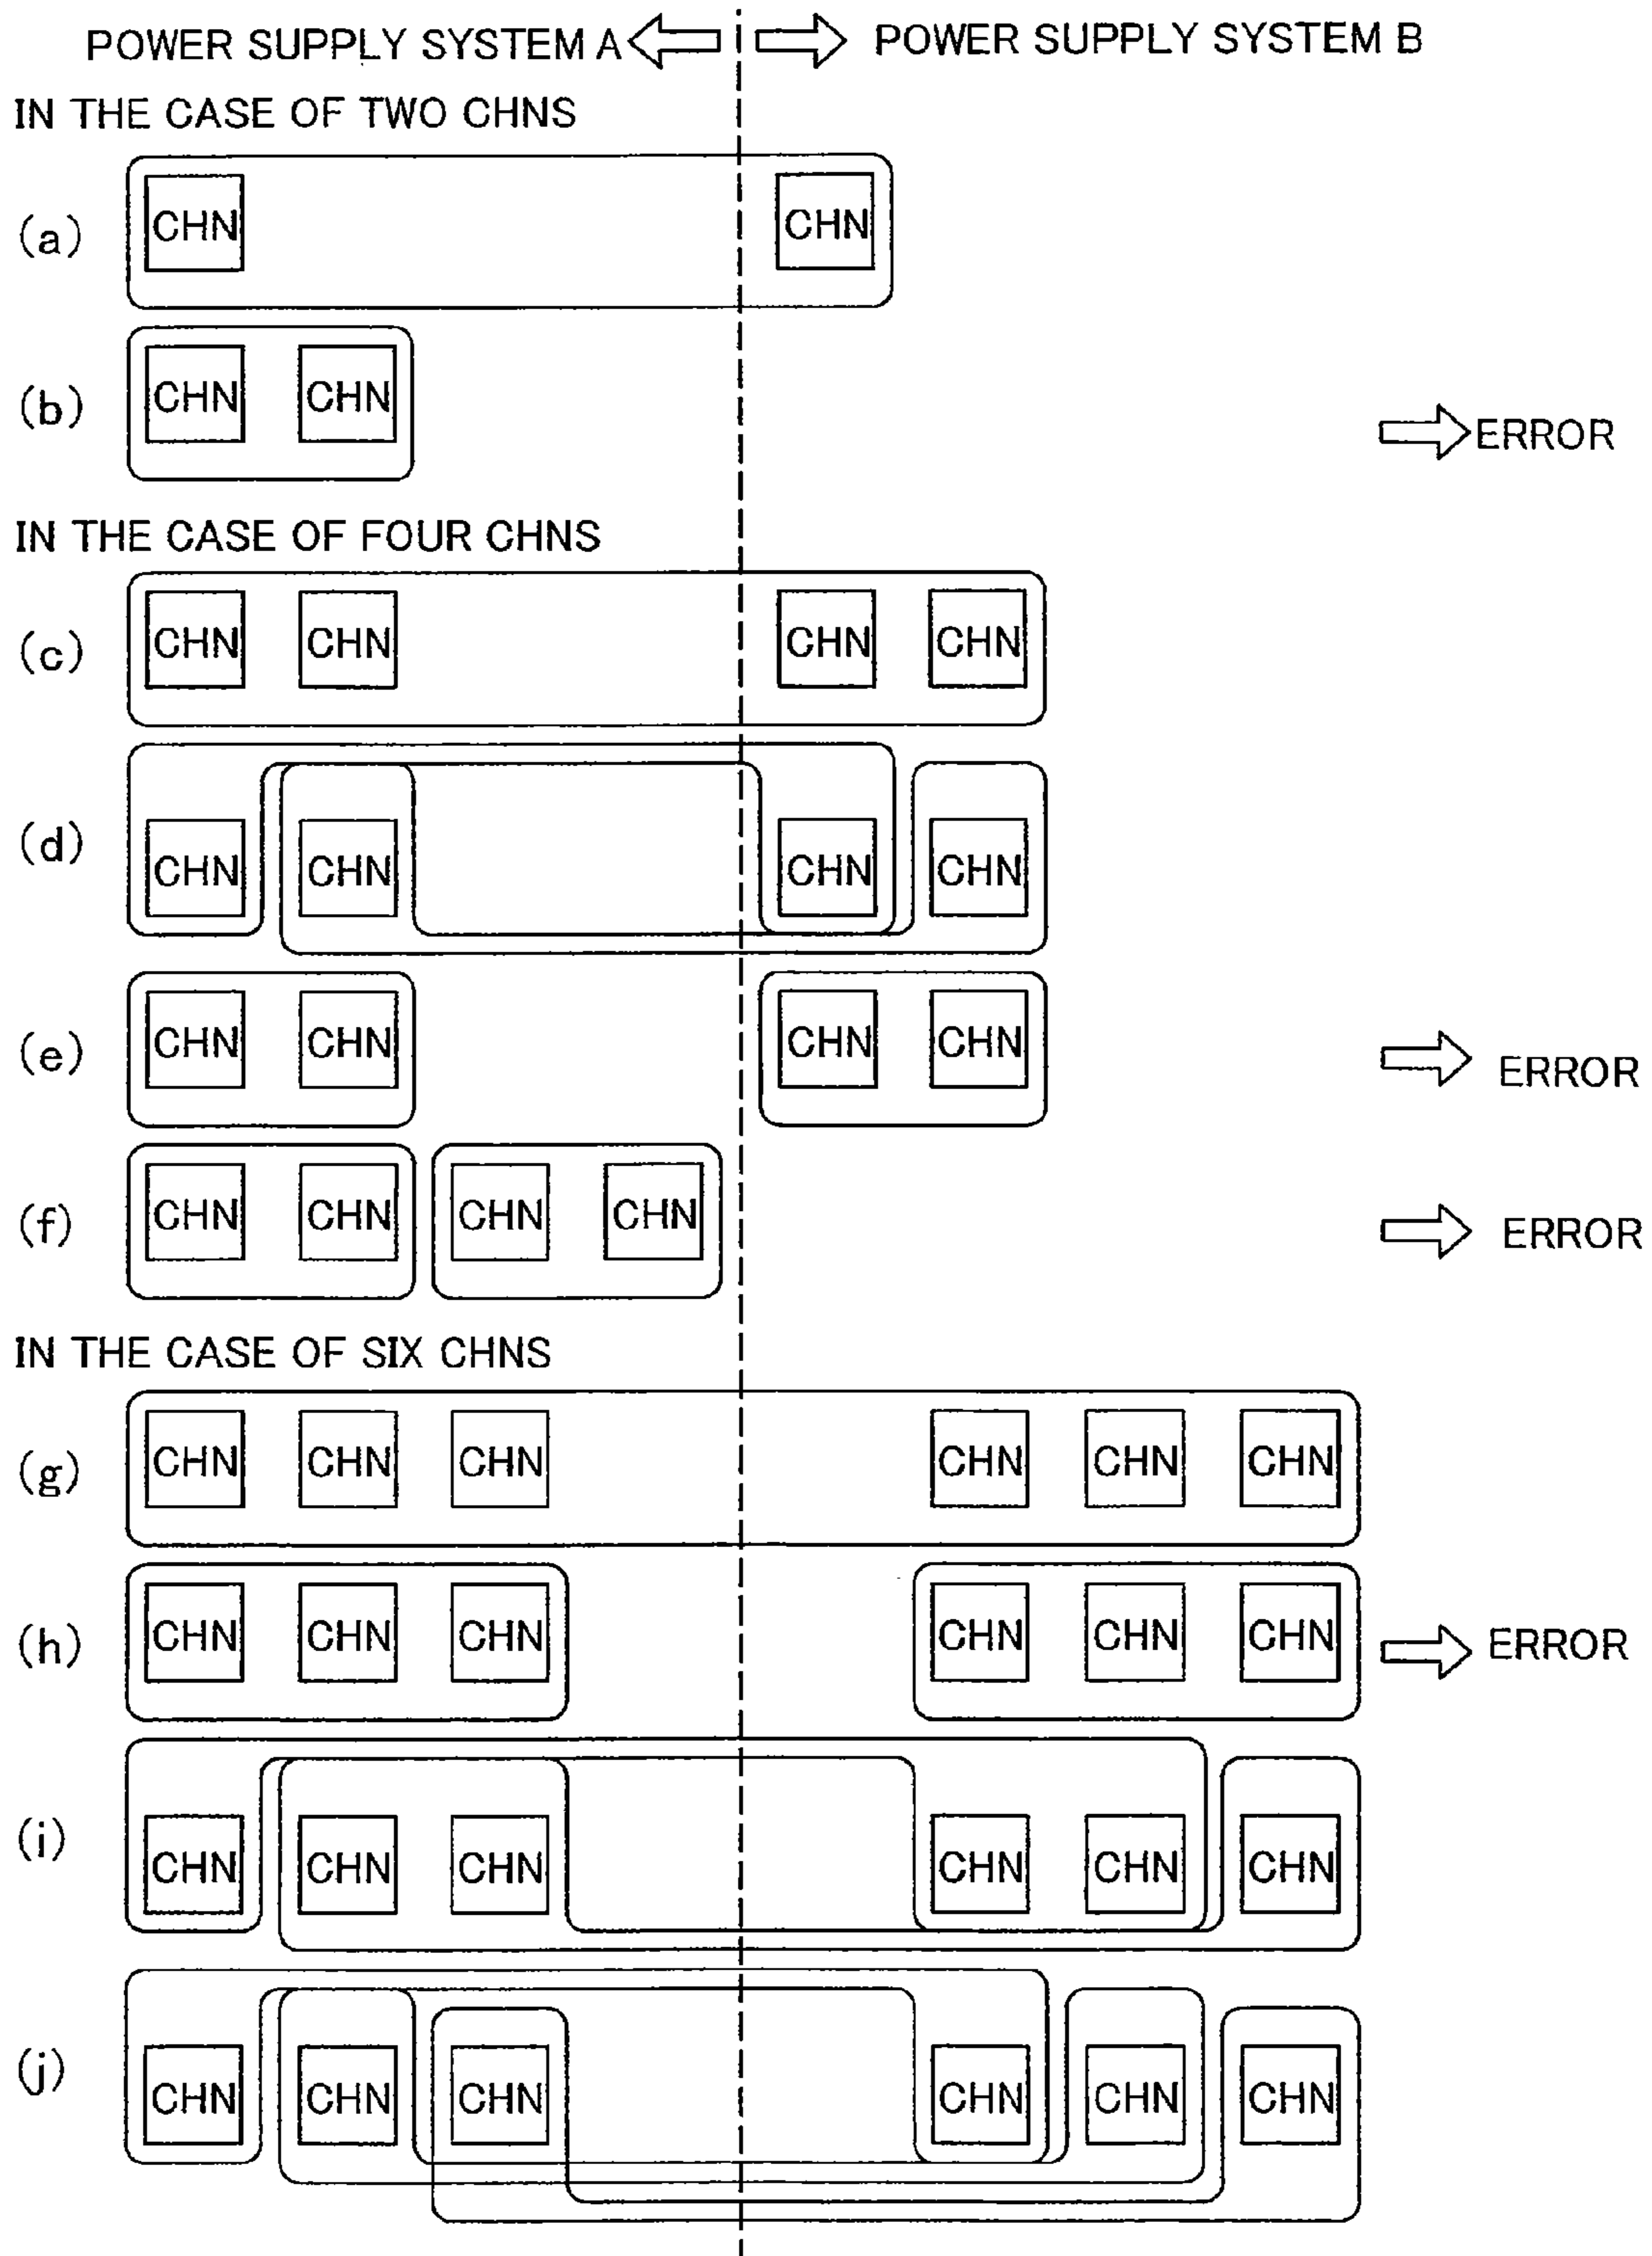 POWER SUPPLY SYSTEM A POWER SUPPLY SYSTEM B
IN THE CASE OF TWO CHNS
(a) CHN CHN
(b) CHN CHN ERROR
IN THE CASE OF FOUR CHNS
(c) CHN CHN CHN CHN
(d) CHN CHN CHN CHN
(e) CHN CHN CHN CHN ERROR
(f) CHN CHN CHN CHN ERROR
IN THE CASE OF SIX CHNS
(g) CHN CHN CHN CHN CHN CHN
(h) CHN CHN CHN CHN CHN CHN ERROR
(i) CHN CHN CHN CHN CHN CHN
(j) CHN CHN CHN CHN CHN CHN